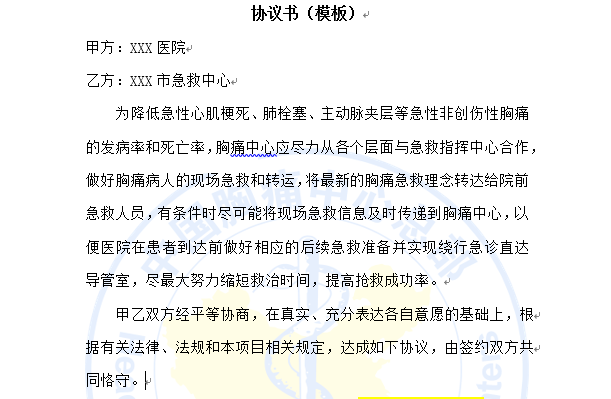 协议书（模板）
甲方：XXX 医院
乙方：XXX 市急救中心
为降低急性心肌梗死、肺栓塞、主动脉夹层等急性非创伤性胸痛
的发病率和死亡率，胸痛中心应尽力从各个层面与急救指挥中心合作，
做好胸痛病人的现场急救和转运，将最新的胸痛急救理念转达给院前
急救人员，有条件时尽可能将现场急救信息及时传递到胸痛中心，以
便医院在患者到达前做好相应的后续急救准备并实现绕行急诊直达
导管室，尽最大努力缩短救治时间，提高抢救成功率。
甲乙双方经平等协商，在真实、充分表达各自意愿的基础上，根
据有关法律、法规和本项目相关规定，达成如下协议，由签约双方共
同恪守。